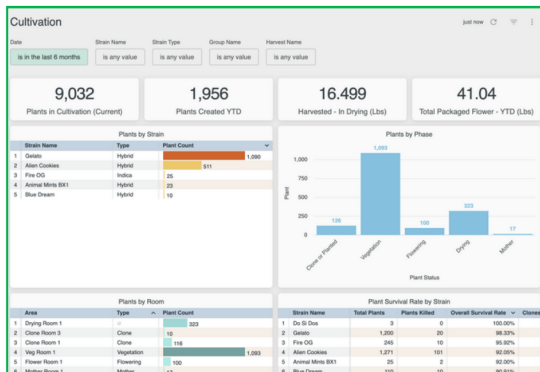 Cultivation
just now
Date
Strain Name
Strain Type
Group Name
Harvest Name
is in the last 6 months
is any value
is any value
is any value
is any value
9,032
Plants in Cultivation (Current)
1,956
Plants Created YTD
16.499
Harvested - In Drying (Lbs)
41.04
Total Packaged Flower - YTD (Lbs)
Plants by Strain
Strain Name Type Plant Count
1 Gelato Hybrid 1,090
2 Alien Cookies Hybrid 511
3 Fire OG Indica 25
4 Animal Mints BX1 Hybrid 23
5 Blue Dream Hybrid 10
Plants by Phase
Plant
1,000
750
500
250
0
1,093
323
100
17
Clone or Planted
Vegetation
Flowering
Drying
Mother
Plant Status
Plants by Room
Area Type Plant Count
1 Drying Room 1 323
2 Clone Room 3 Clone 10
3 Clone Room 1 Clone 116
4 Veg Room 1 Vegetation 1,093
5 Flower Room 1 Flowering 100
Plant Survival Rate by Strain
Strain Name Total Plants Plants Killed Overall Survival Rate Clones
1 Do Si Dos 3 0 100.00%
2 Gelato 1,200 20 98.33%
3 Fire OG 245 10 95.92%
4 Alien Cookies 1,271 101 92.05%
5 Animal Mints BX1 25 2 92.00%